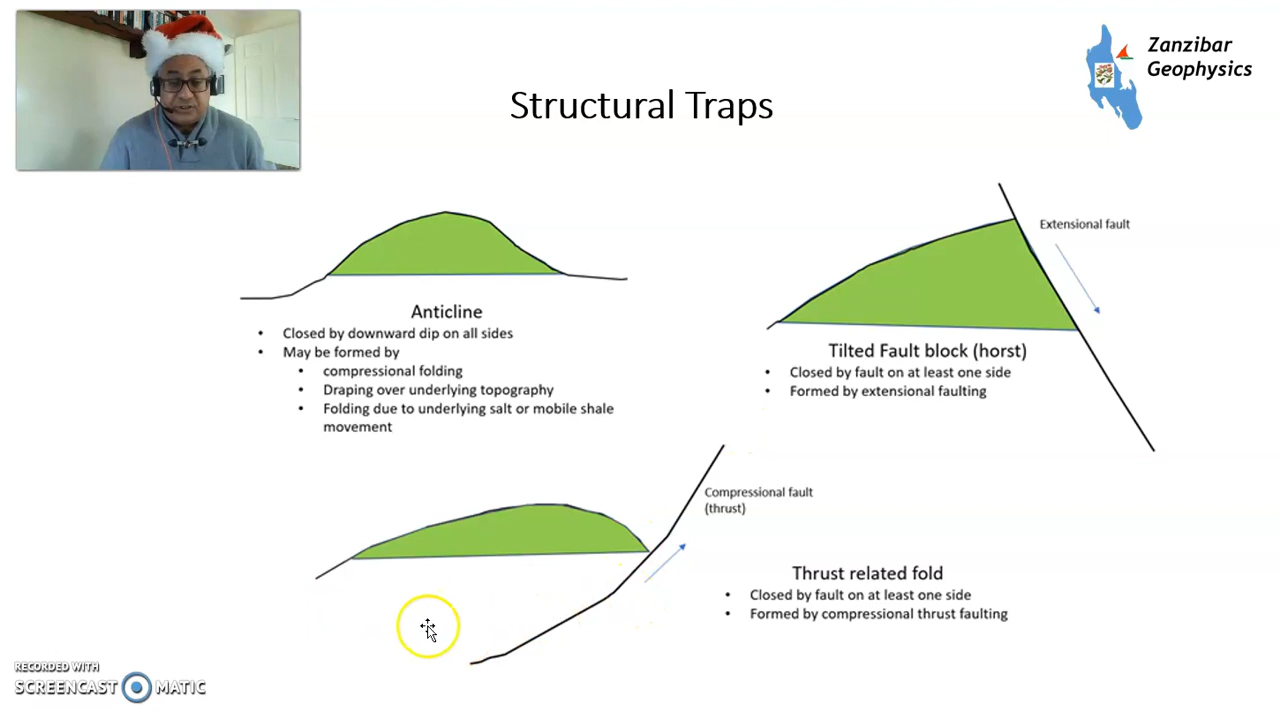 Zanzibar
Geophysics
Structural Traps
Extensional fault
Anticline
• Closed by downward dip on all sides
• May be formed by
• compressional folding
• Draping over underlying topography
• Folding due to underlying salt or mobile shale
movement
Tilted Fault block (horst)
• Closed by fault on at least one side
• Formed by extensional faulting
Compressional fault
(thrust)
Thrust related fold
• Closed by fault on at least one side
• Formed by compressional thrust faulting
RECORDED WITH
SCREENCAST MATIC